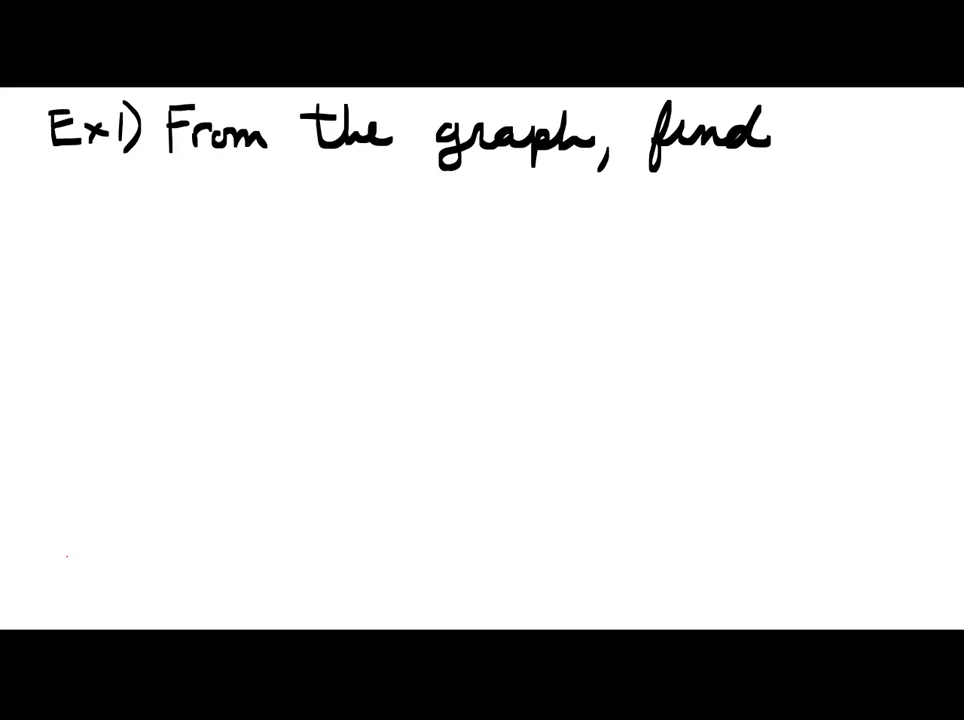 Ex1) From the graph, find